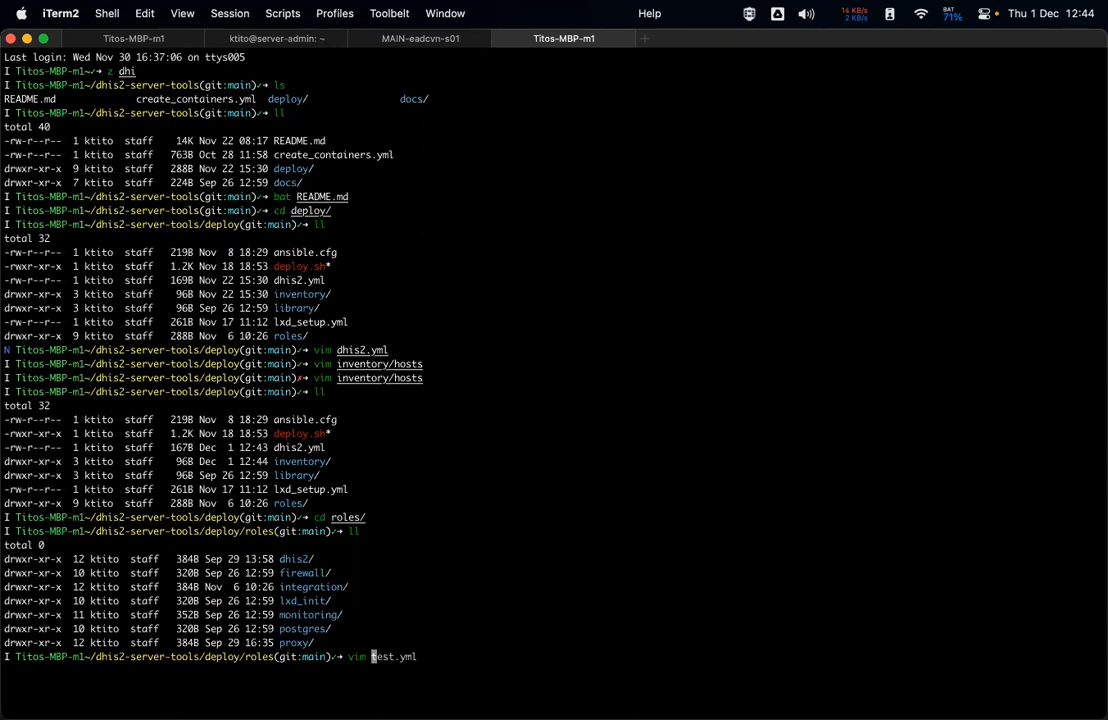 iTerm2 Shell Edit View Session Scripts Profiles Toolbelt Window Help 14 KB/s 2 KB/s BAT 71% Thu 1 Dec 12:44
Titos-MBP-m1 ktito@server-admin: ~ MAIN-eadcvn-s01 Titos-MBP-m1
Last login: Wed Nov 30 16:37:06 on ttys005
I Titos-MBP-m1~✓➜ z dhi
I Titos-MBP-m1~/dhis2-server-tools(git:main)✓➜ ls
README.md create_containers.yml deploy/ docs/
I Titos-MBP-m1~/dhis2-server-tools(git:main)✓➜ ll
total 40
-rw-r--r-- 1 ktito staff 14K Nov 22 08:17 README.md
-rw-r--r-- 1 ktito staff 763B Oct 28 11:58 create_containers.yml
drwxr-xr-x 9 ktito staff 288B Nov 22 15:30 deploy/
drwxr-xr-x 7 ktito staff 224B Sep 26 12:59 docs/
I Titos-MBP-m1~/dhis2-server-tools(git:main)✓➜ bat README.md
I Titos-MBP-m1~/dhis2-server-tools(git:main)✓➜ cd deploy/
I Titos-MBP-m1~/dhis2-server-tools/deploy(git:main)✓➜ ll
total 32
-rw-r--r-- 1 ktito staff 219B Nov 8 18:29 ansible.cfg
-rwxr-xr-x 1 ktito staff 1.2K Nov 18 18:53 deploy.sh*
-rw-r--r-- 1 ktito staff 169B Nov 22 15:30 dhis2.yml
drwxr-xr-x 3 ktito staff 96B Nov 22 15:30 inventory/
drwxr-xr-x 3 ktito staff 96B Sep 26 12:59 library/
-rw-r--r-- 1 ktito staff 261B Nov 17 11:12 lxd_setup.yml
drwxr-xr-x 9 ktito staff 288B Nov 6 10:26 roles/
N Titos-MBP-m1~/dhis2-server-tools/deploy(git:main)✓➜ vim dhis2.yml
I Titos-MBP-m1~/dhis2-server-tools/deploy(git:main)✓➜ vim inventory/hosts
I Titos-MBP-m1~/dhis2-server-tools/deploy(git:main)✗➜ vim inventory/hosts
I Titos-MBP-m1~/dhis2-server-tools/deploy(git:main)✓➜ ll
total 32
-rw-r--r-- 1 ktito staff 219B Nov 8 18:29 ansible.cfg
-rwxr-xr-x 1 ktito staff 1.2K Nov 18 18:53 deploy.sh*
-rw-r--r-- 1 ktito staff 167B Dec 1 12:43 dhis2.yml
drwxr-xr-x 3 ktito staff 96B Dec 1 12:44 inventory/
drwxr-xr-x 3 ktito staff 96B Sep 26 12:59 library/
-rw-r--r-- 1 ktito staff 261B Nov 17 11:12 lxd_setup.yml
drwxr-xr-x 9 ktito staff 288B Nov 6 10:26 roles/
I Titos-MBP-m1~/dhis2-server-tools/deploy(git:main)✓➜ cd roles/
I Titos-MBP-m1~/dhis2-server-tools/deploy/roles(git:main)✓➜ ll
total 0
drwxr-xr-x 12 ktito staff 384B Sep 29 13:58 dhis2/
drwxr-xr-x 10 ktito staff 320B Sep 26 12:59 firewall/
drwxr-xr-x 12 ktito staff 384B Nov 6 10:26 integration/
drwxr-xr-x 10 ktito staff 320B Sep 26 12:59 lxd_init/
drwxr-xr-x 11 ktito staff 352B Sep 26 12:59 monitoring/
drwxr-xr-x 10 ktito staff 320B Sep 26 12:59 postgres/
drwxr-xr-x 12 ktito staff 384B Sep 29 16:35 proxy/
I Titos-MBP-m1~/dhis2-server-tools/deploy/roles(git:main)✓➜ vim test.yml